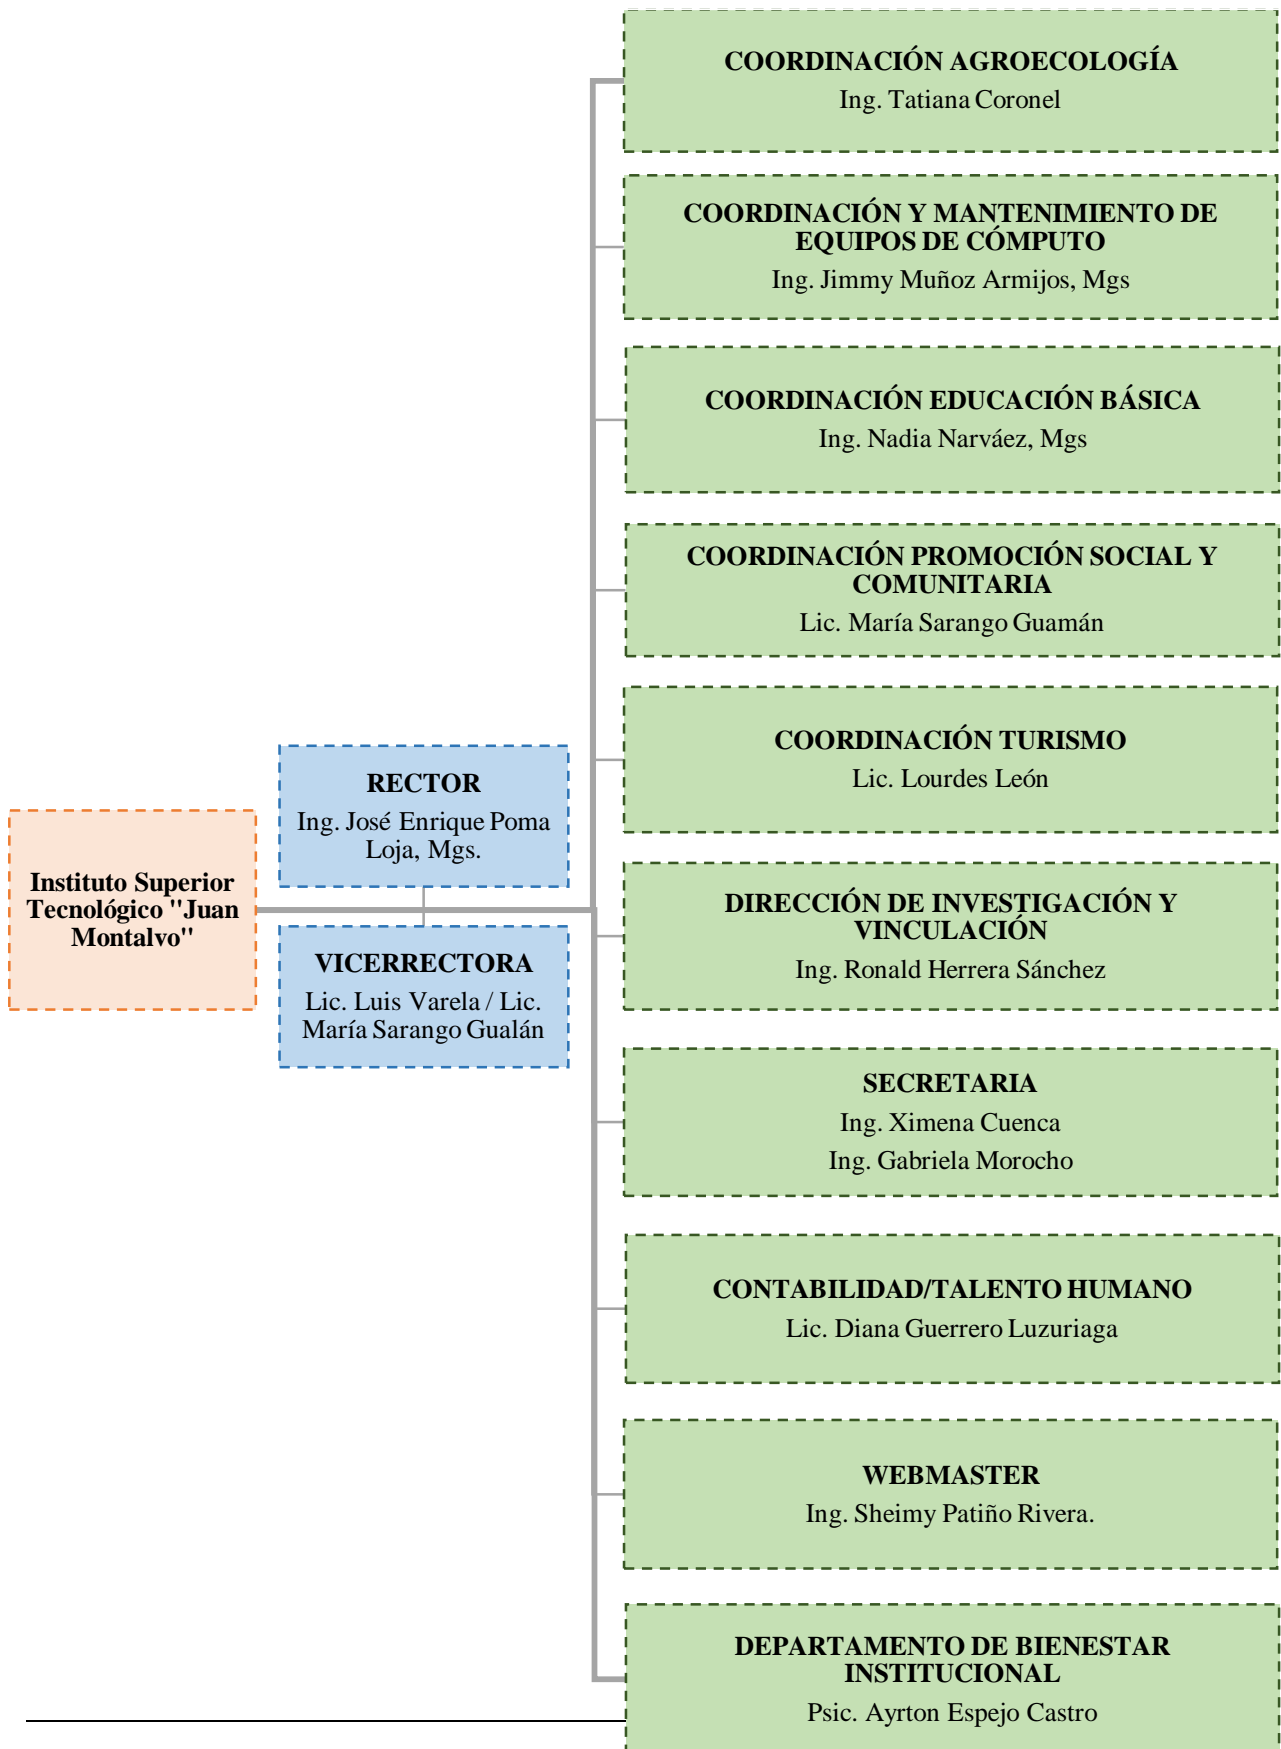 Instituto Superior
Tecnológico "Juan
Montalvo"
RECTOR
Ing. José Enrique Poma
Loja, Mgs.
VICERRECTORA
Lic. Luis Varela / Lic.
María Sarango Gualán
COORDINACIÓN AGROECOLOGÍA
Ing. Tatiana Coronel
COORDINACIÓN Y MANTENIMIENTO DE
EQUIPOS DE CÓMPUTO
Ing. Jimmy Muñoz Armijos, Mgs
COORDINACIÓN EDUCACIÓN BÁSICA
Ing. Nadia Narváez, Mgs
COORDINACIÓN PROMOCIÓN SOCIAL Y
COMUNITARIA
Lic. María Sarango Guamán
COORDINACIÓN TURISMO
Lic. Lourdes León
DIRECCIÓN DE INVESTIGACIÓN Y
VINCULACIÓN
Ing. Ronald Herrera Sánchez
SECRETARIA
Ing. Ximena Cuenca
Ing. Gabriela Morocho
CONTABILIDAD/TALENTO HUMANO
Lic. Diana Guerrero Luzuriaga
WEBMASTER
Ing. Sheimy Patiño Rivera.
DEPARTAMENTO DE BIENESTAR
INSTITUCIONAL
Psic. Ayrton Espejo Castro